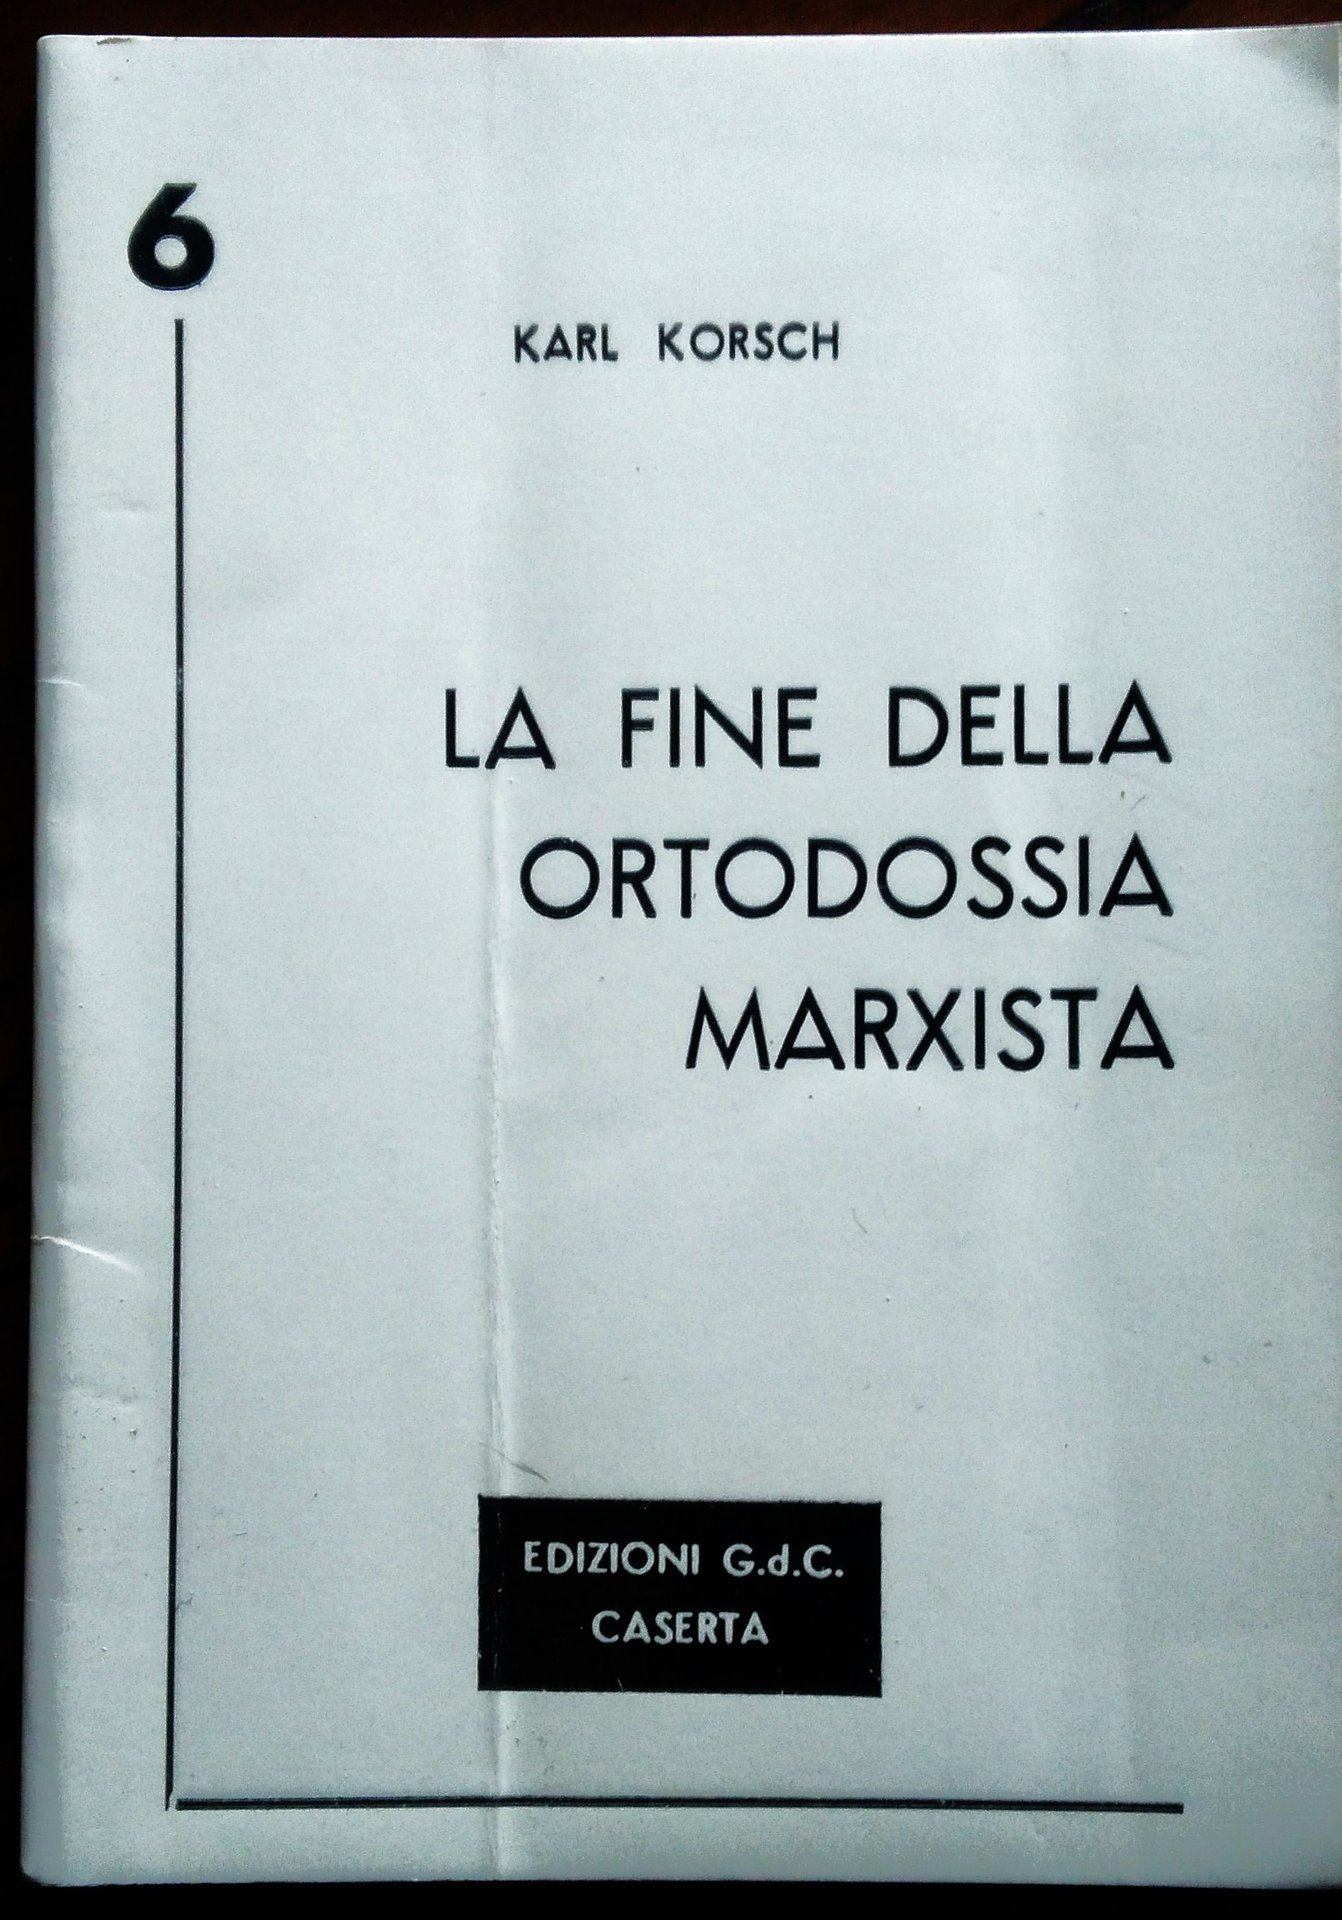 6
KARL KORSCH
LA FINE DELLA
ORTODOSSIA
MARXISTA
EDIZIONI G.d.C.
CASERTA